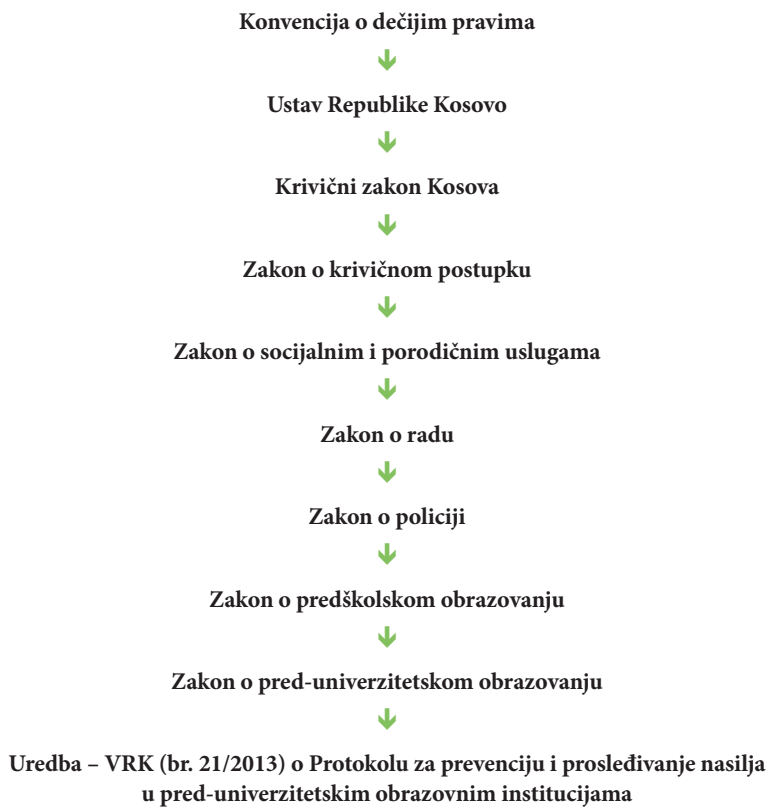 Konvencija o dečijim pravima
Ustav Republike Kosovo
Krivični zakon Kosova
Zakon o krivičnom postupku
Zakon o socijalnim i porodičnim uslugama
Zakon o radu
Zakon o policiji
Zakon o predškolskom obrazovanju
Zakon o pred-univerzitetskom obrazovanju
Uredba – VRK (br. 21/2013) o Protokolu za prevenciju i prosleđivanje nasilja
u pred-univerzitetskim obrazovnim institucijama